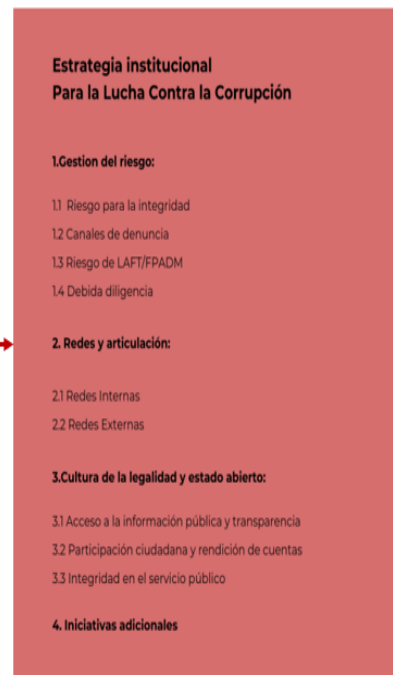 Estrategia institucional
Para la Lucha Contra la Corrupción
1.Gestion del riesgo:
1.1 Riesgo para la integridad
1.2 Canales de denuncia
1.3 Riesgo de LAFT/FPADM
1.4 Debida diligencia
2. Redes y articulación:
2.1 Redes Internas
2.2 Redes Externas
3.Cultura de la legalidad y estado abierto:
3.1 Acceso a la información pública y transparencia
3.2 Participación ciudadana y rendición de cuentas
3.3 Integridad en el servicio público
4. Iniciativas adicionales